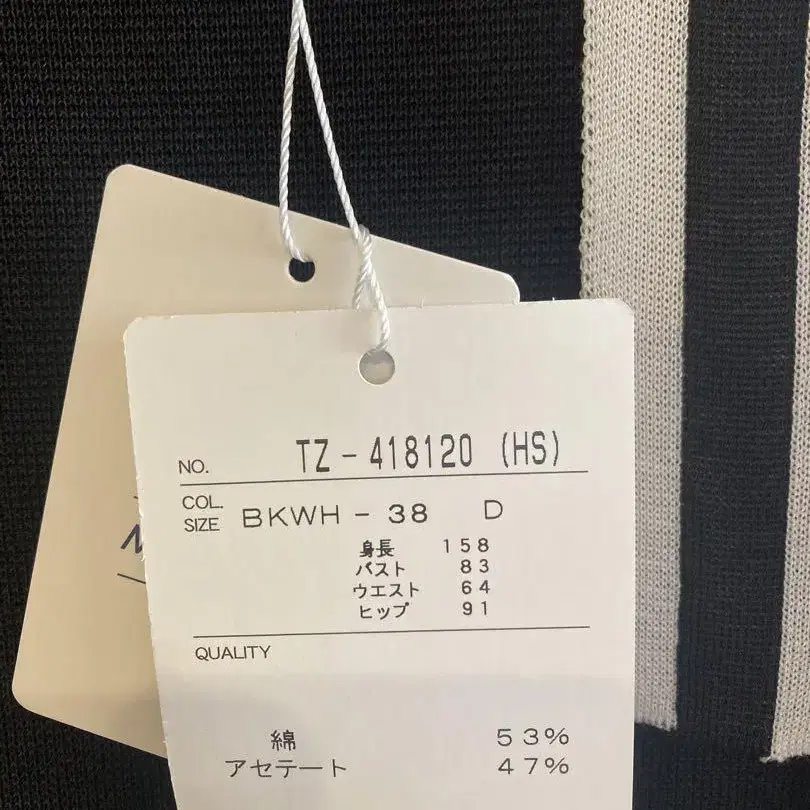 NO. TZ-418120 (HS)
COL.
SIZE BKWH-38 D
身長 158
バスト 83
ウエスト 64
ヒップ 91
QUALITY
綿 53%
アセテート 47%